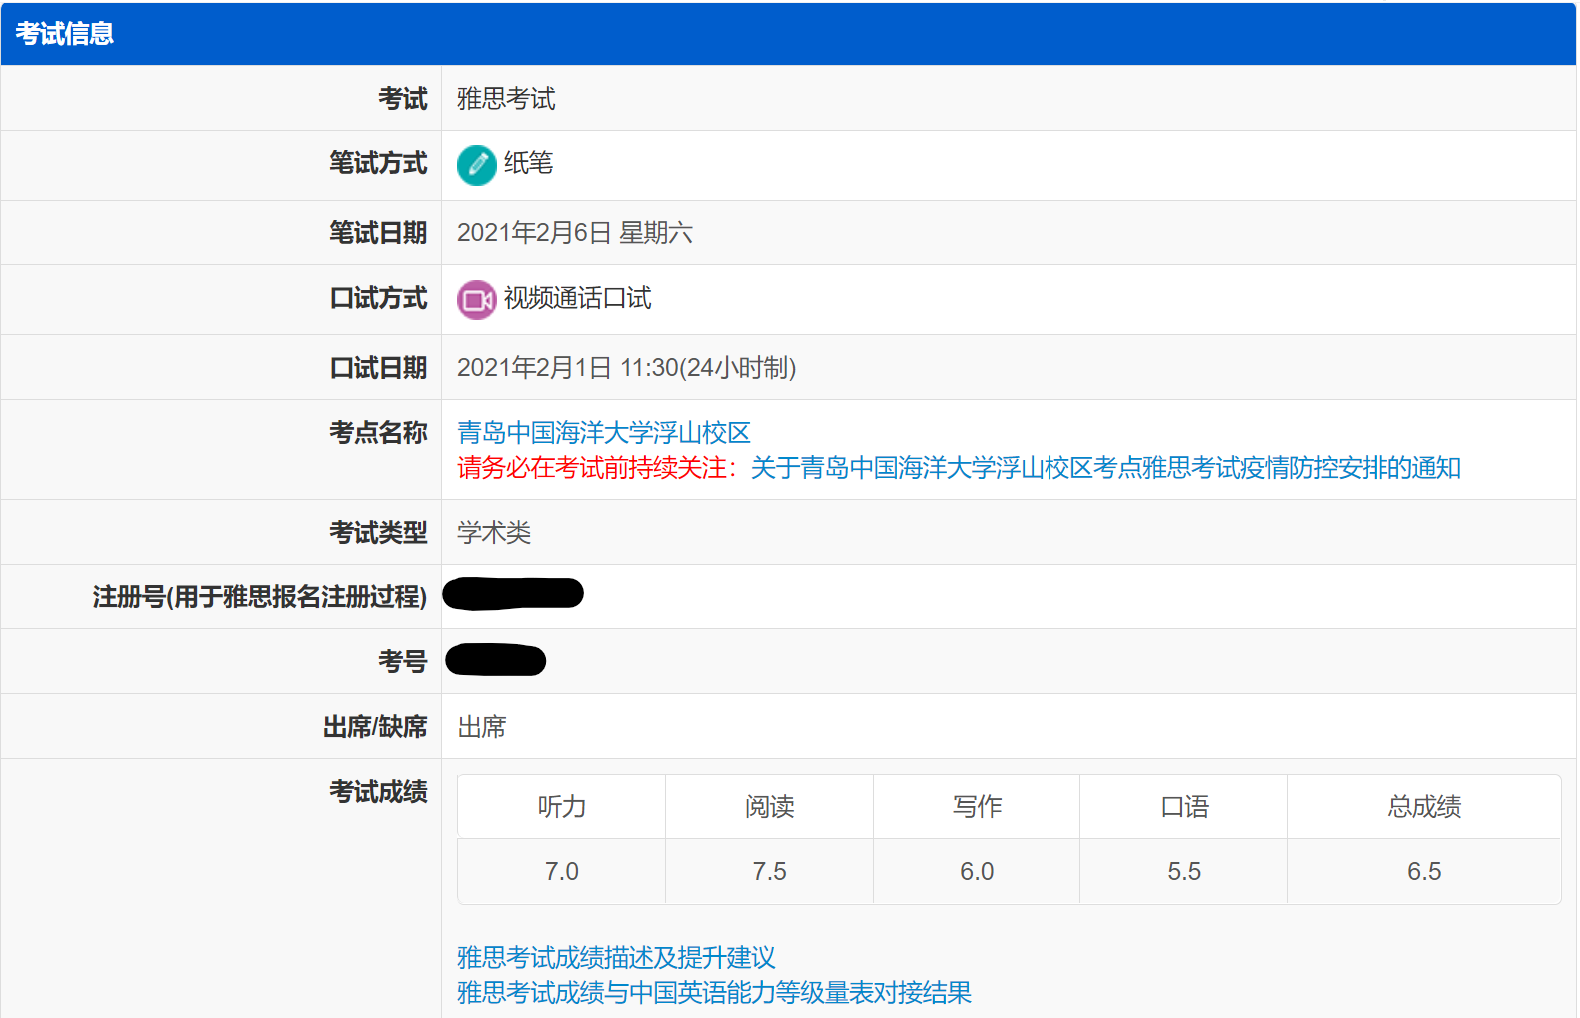 考试信息
考试 雅思考试
笔试方式 纸笔
笔试日期 2021年2月6日 星期六
口试方式 视频通话口试
口试日期 2021年2月1日 11:30(24小时制)
考点名称 青岛中国海洋大学浮山校区
请务必在考试前持续关注：关于青岛中国海洋大学浮山校区考点雅思考试疫情防控安排的通知
考试类型 学术类
注册号(用于雅思报名注册过程)
考号
出席/缺席 出席
考试成绩
听力 阅读 写作 口语 总成绩
7.0 7.5 6.0 5.5 6.5
雅思考试成绩描述及提升建议
雅思考试成绩与中国英语能力等级量表对接结果